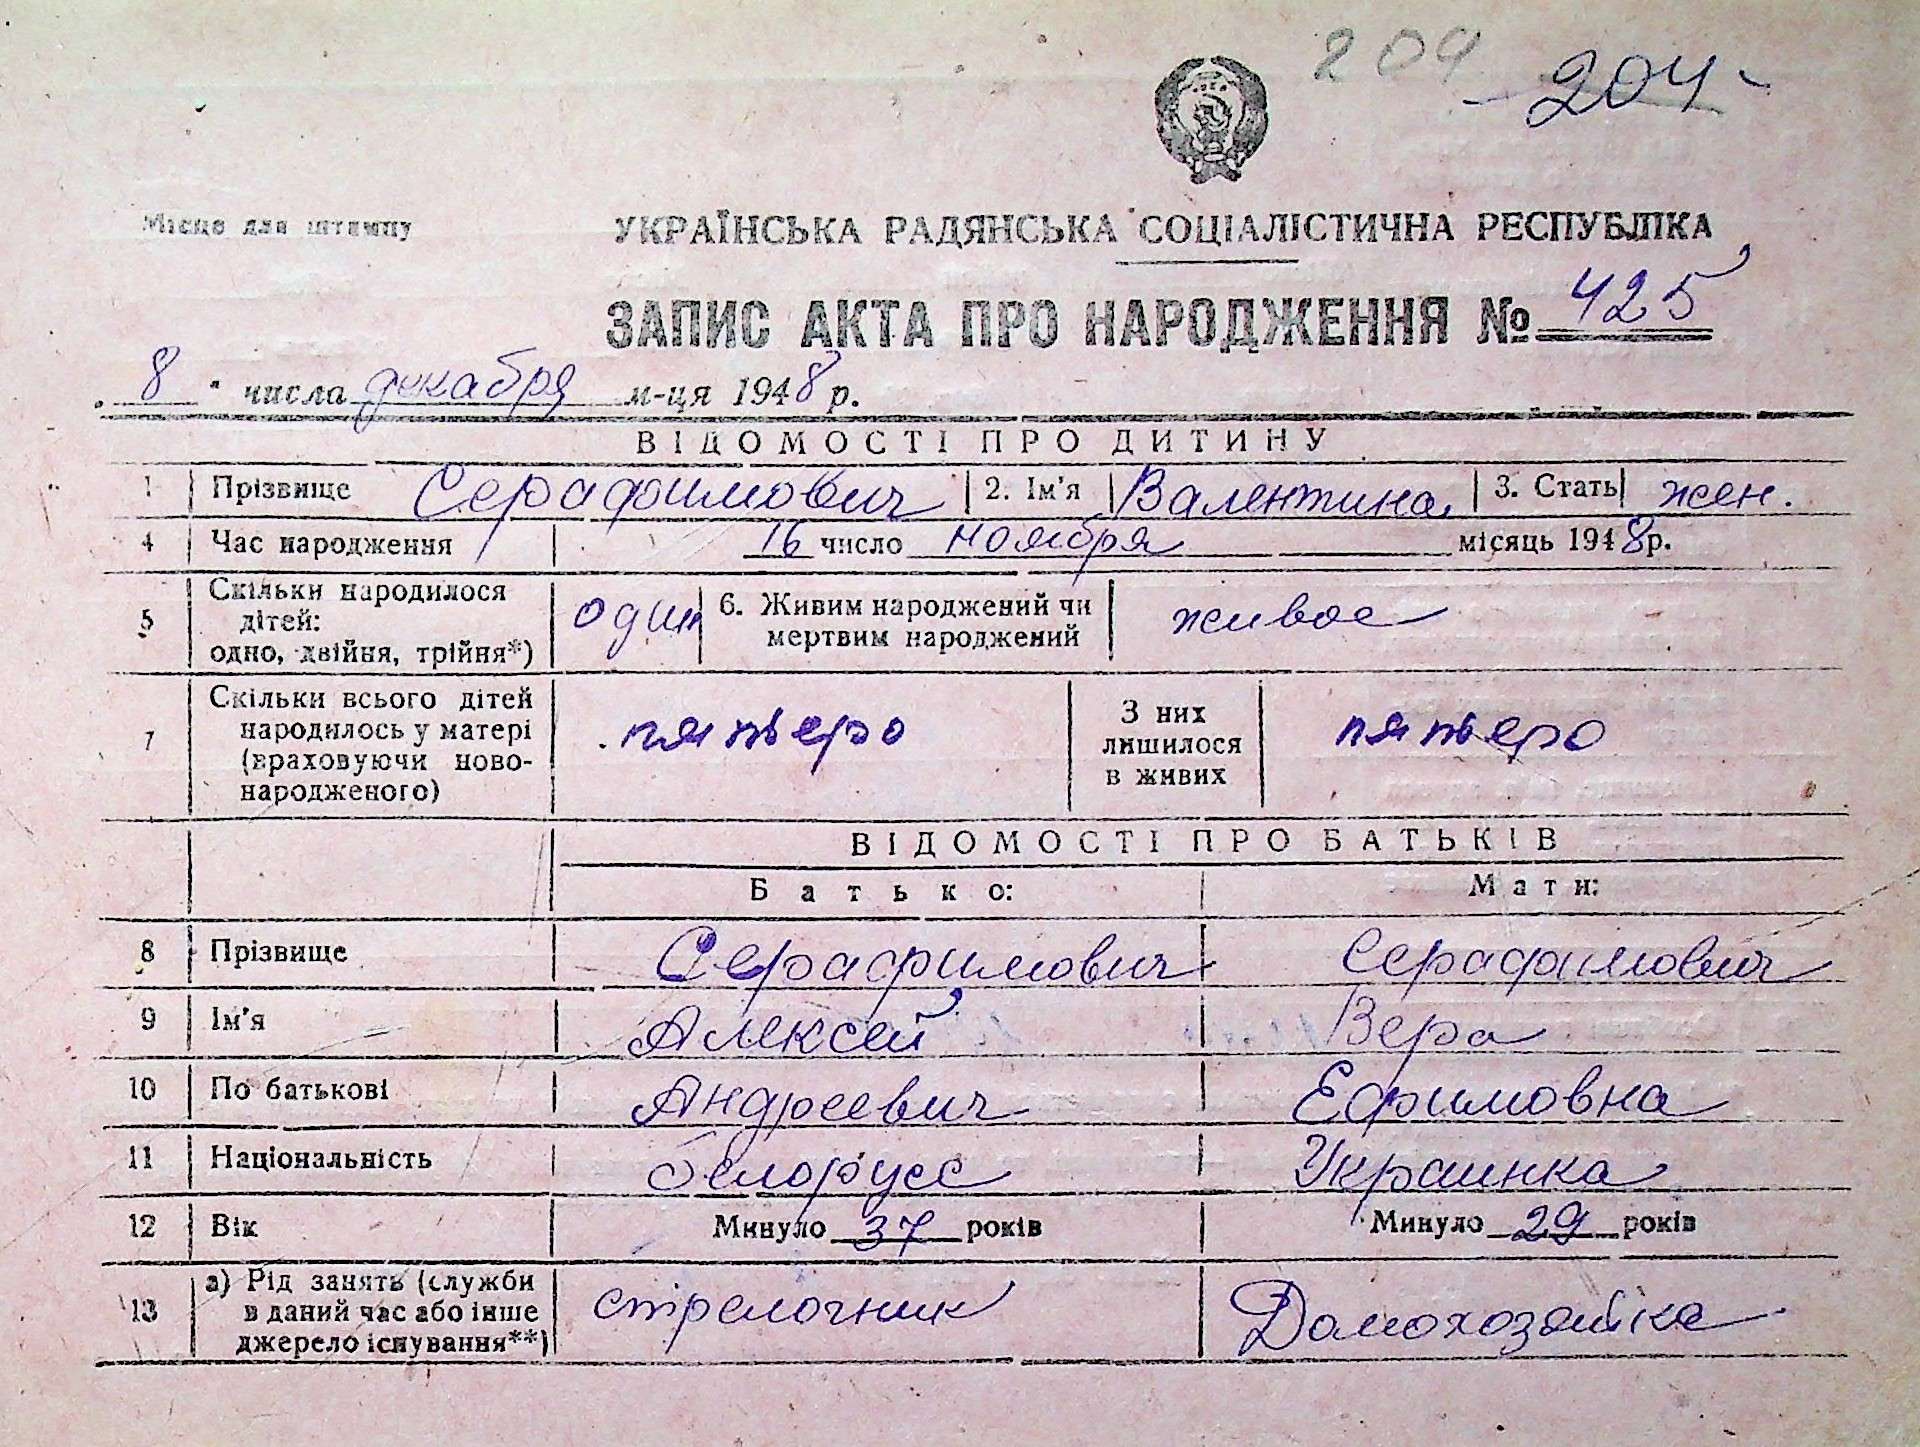 204 -204-
Місце для штампу
УКРАЇНСЬКА РАДЯНСЬКА СОЦІАЛІСТИЧНА РЕСПУБЛІКА
ЗАПИС АКТА ПРО НАРОДЖЕННЯ № 425
„ 8 " числа декабря м-ця 1948 р.
ВІДОМОСТІ ПРО ДИТИНУ
1 Прізвище Серафимович 2. Ім'я Валентина 3. Стать жен.
4 Час народження 16 число ноября місяць 1948 р.
5 Скільки народилося дітей: одно, двійня, трійня*) один 6. Живим народжений чи мертвим народжений живое
7 Скільки всього дітей народилось у матері (враховуючи ново-народженого) пятеро З них лишилося в живих пятеро
ВІДОМОСТІ ПРО БАТЬКІВ
Батько: Мати:
8 Прізвище Серафимович Серафимович
9 Ім'я Алексей Вера
10 По батькові Андреевич Ефимовна
11 Національність белорусс Украинка
12 Вік Минуло 37 років Минуло 29 років
13 а) Рід занять (служби в даний час або інше джерело існування**) стрелочник Домохозяйка